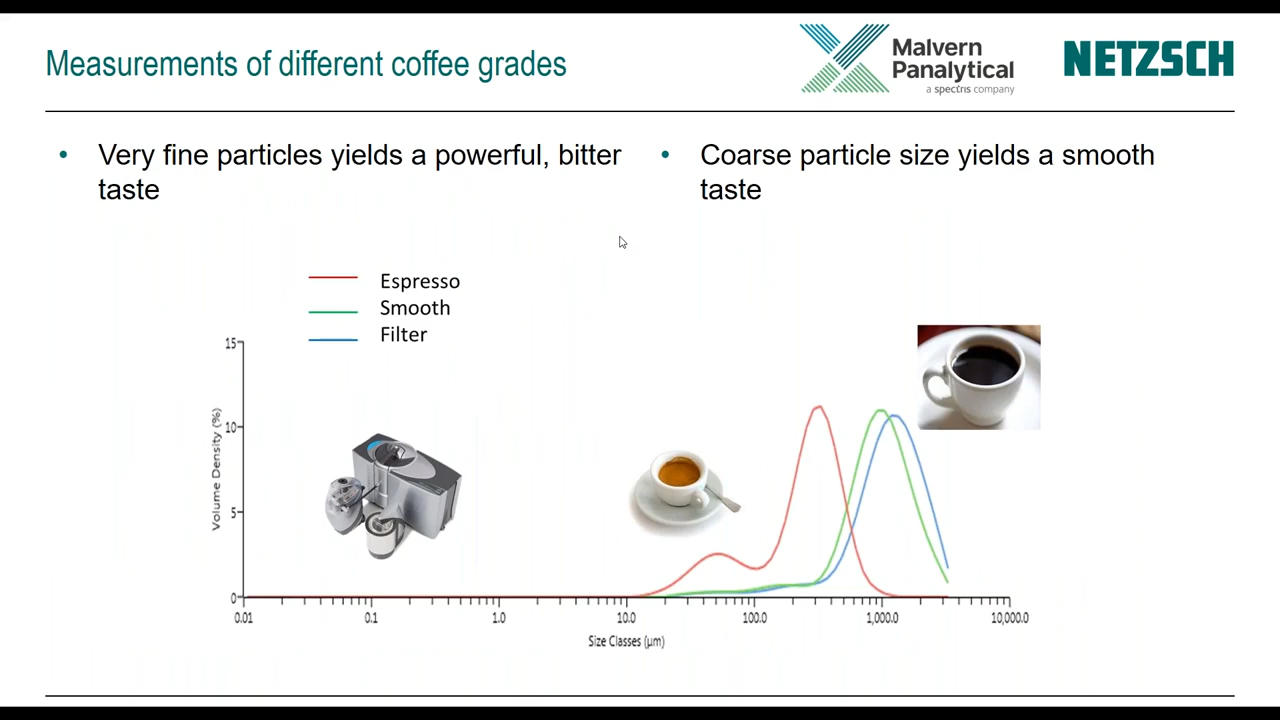 Measurements of different coffee grades
Malvern
Panalytical
a spectris company
NETZSCH
• Very fine particles yields a powerful, bitter
taste
• Coarse particle size yields a smooth
taste
Espresso
Smooth
Filter
Volume Density (%)
15
10
5
0
0.01 0.1 1.0 10.0 100.0 1,000.0 10,000.0
Size Classes (µm)